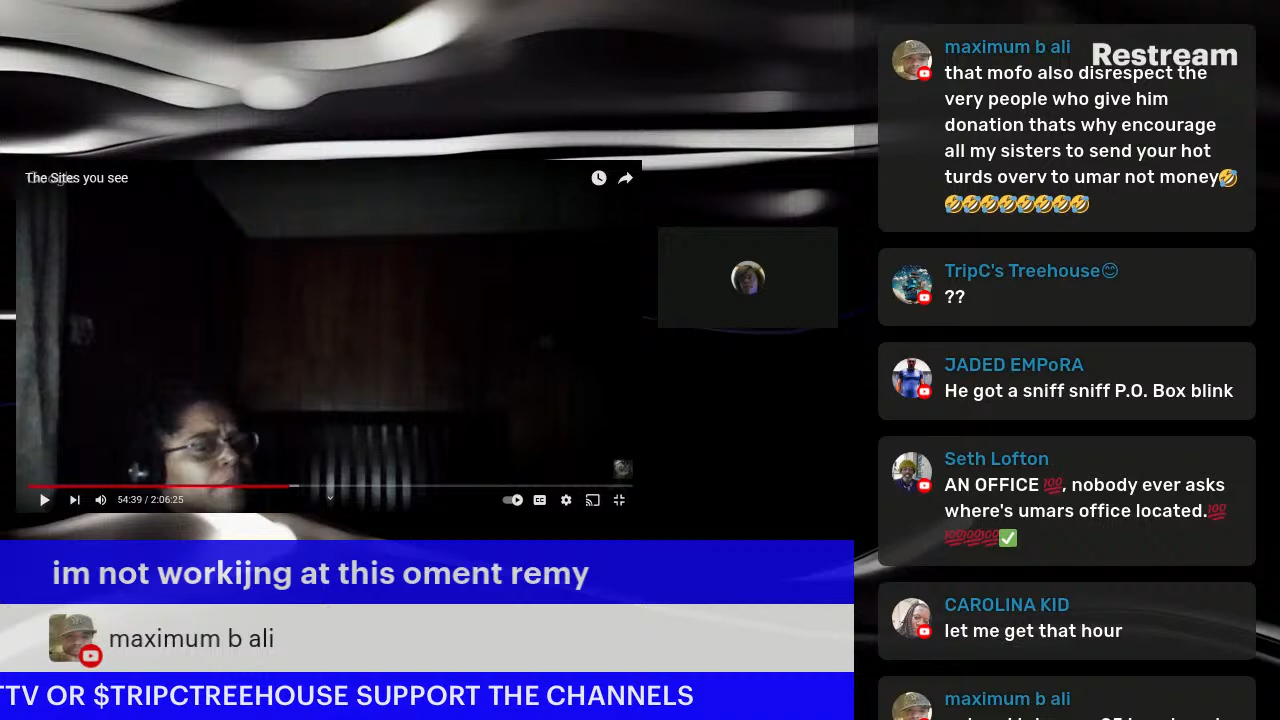 maximum b ali
Restream
that mofo also disrespect the
very people who give him
donation thats why encourage
all my sisters to send your hot
turds overv to umar not money🤣
🤣🤣🤣🤣🤣🤣🤣🤣
TripC's Treehouse😊
??
JADED EMPoRA
He got a sniff sniff P.O. Box blink
Seth Lofton
AN OFFICE 💯, nobody ever asks
where's umars office located.💯
💯💯💯✅
CAROLINA KID
let me get that hour
maximum b ali
The Sites you see
54:39 / 2:06:25
im not workijng at this oment remy
maximum b ali
TTV OR $TRIPCTREEHOUSE SUPPORT THE CHANNELS